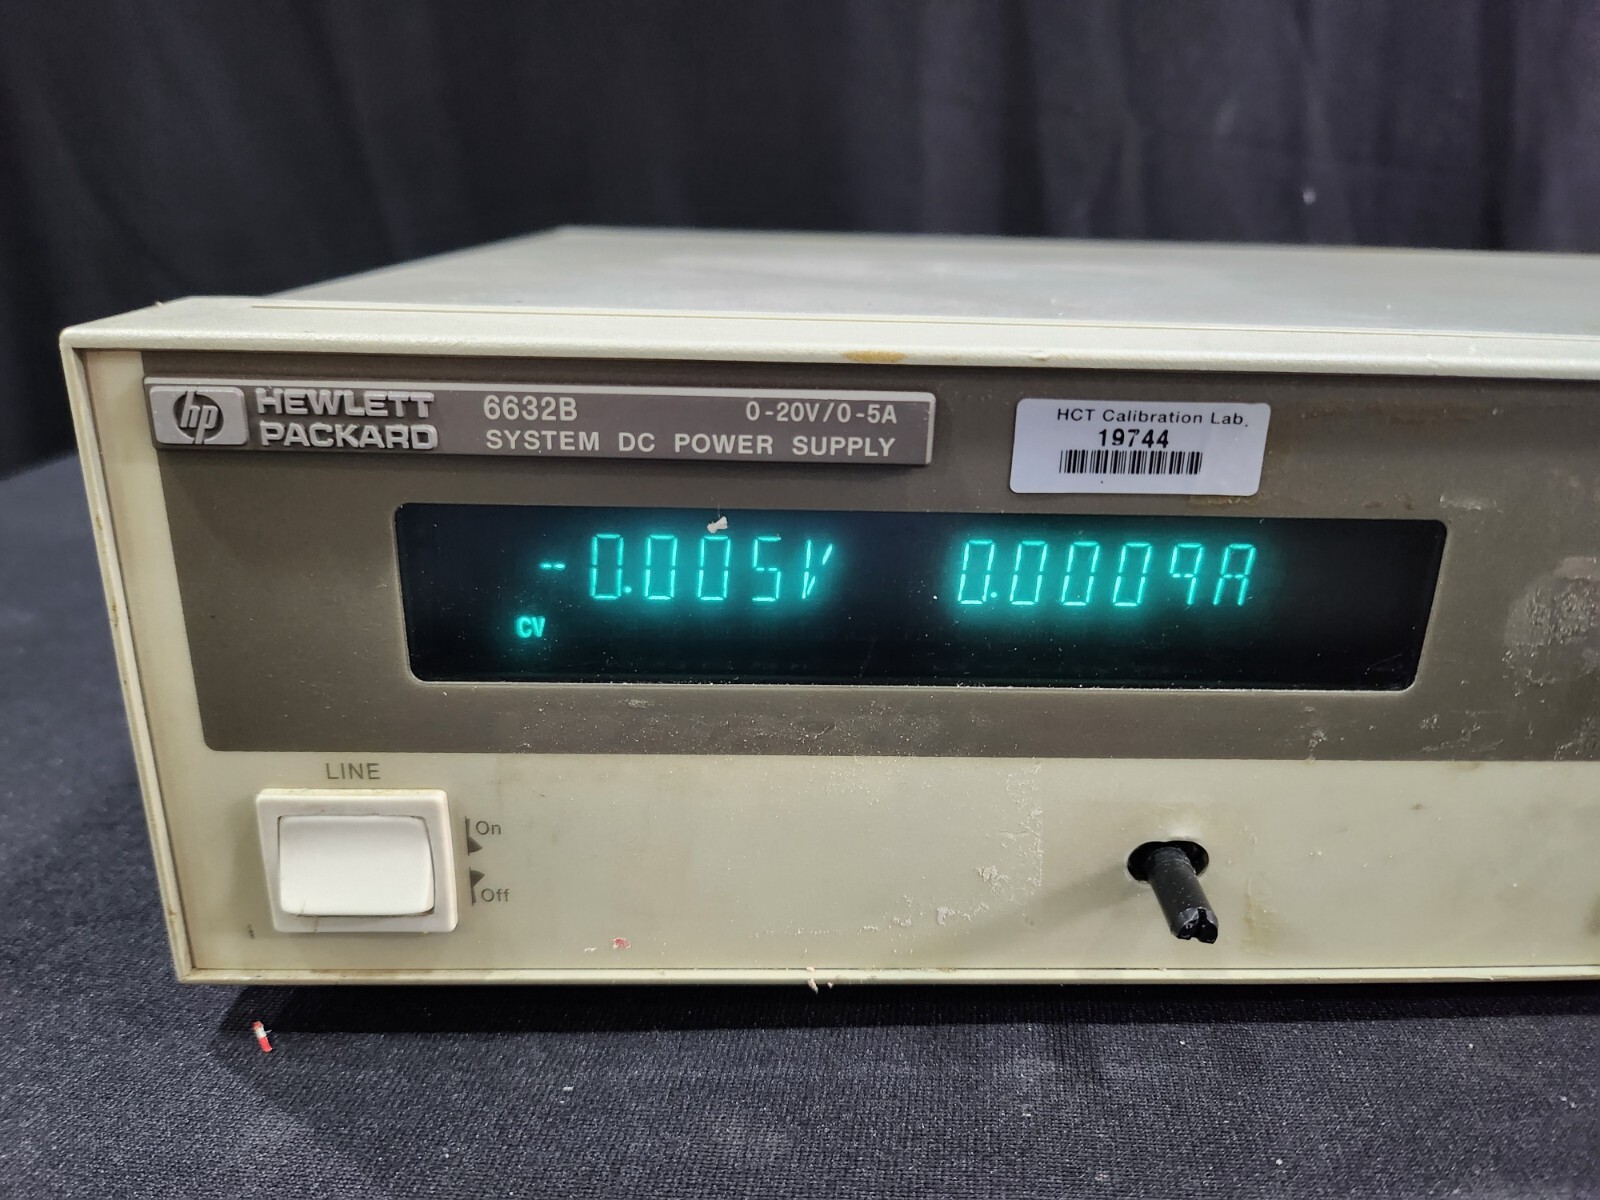 hp HEWLETT PACKARD
6632B 0-20V/0-5A
SYSTEM DC POWER SUPPLY
HCT Calibration Lab.
19744
-0.005V 0.0009A
CV
LINE
On
Off